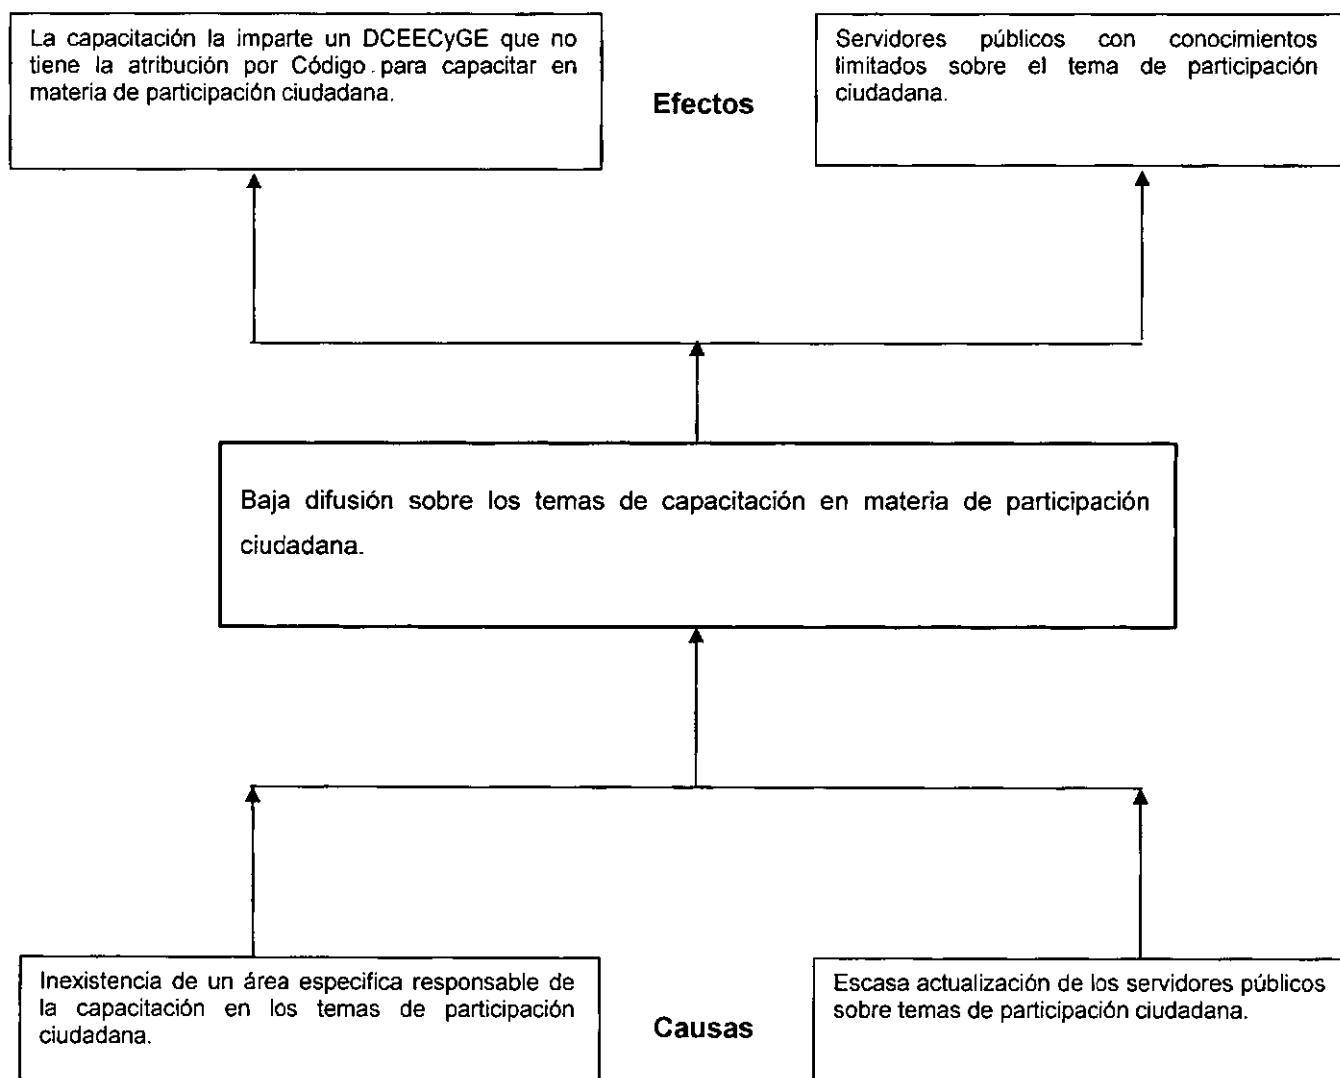 La capacitación la imparte un DCEECyGE que no
tiene la atribución por Código para capacitar en
materia de participación ciudadana.
Efectos
Servidores públicos con conocimientos
limitados sobre el tema de participación
ciudadana.
Baja difusión sobre los temas de capacitación en materia de participación
ciudadana.
Inexistencia de un área especifica responsable de
la capacitación en los temas de participación
ciudadana.
Causas
Escasa actualización de los servidores públicos
sobre temas de participación ciudadana.